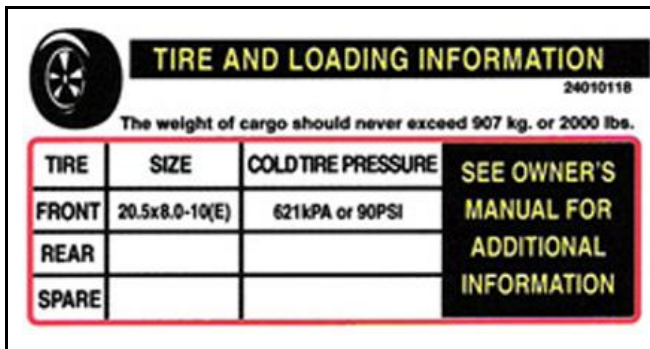 TIRE AND LOADING INFORMATION
24010118
The weight of cargo should never exceed 907 kg. or 2000 lbs.
TIRE SIZE COLD TIRE PRESSURE
FRONT 20.5x8.0-10(E) 621kPA or 90PSI
REAR
SPARE
SEE OWNER'S
MANUAL FOR
ADDITIONAL
INFORMATION